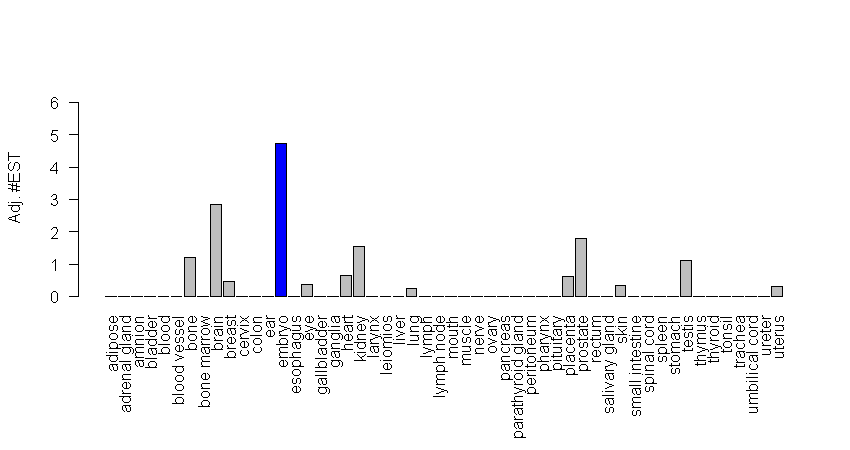 Adj. #EST
6
5
4
3
2
1
0
adipose
adrenal gland
amnion
bladder
blood
blood vessel
bone
bone marrow
brain
breast
cervix
colon
ear
embryo
esophagus
eye
gallbladder
ganglia
heart
kidney
larynx
leiomios
liver
lung
lymph
lymph node
mouth
muscle
nerve
ovary
pancreas
parathyroid gland
peritoneum
pharynx
pituitary
placenta
prostate
rectum
salivary gland
skin
small intestine
spinal cord
spleen
stomach
testis
thymus
thyroid
tonsil
trachea
umbilical cord
ureter
uterus